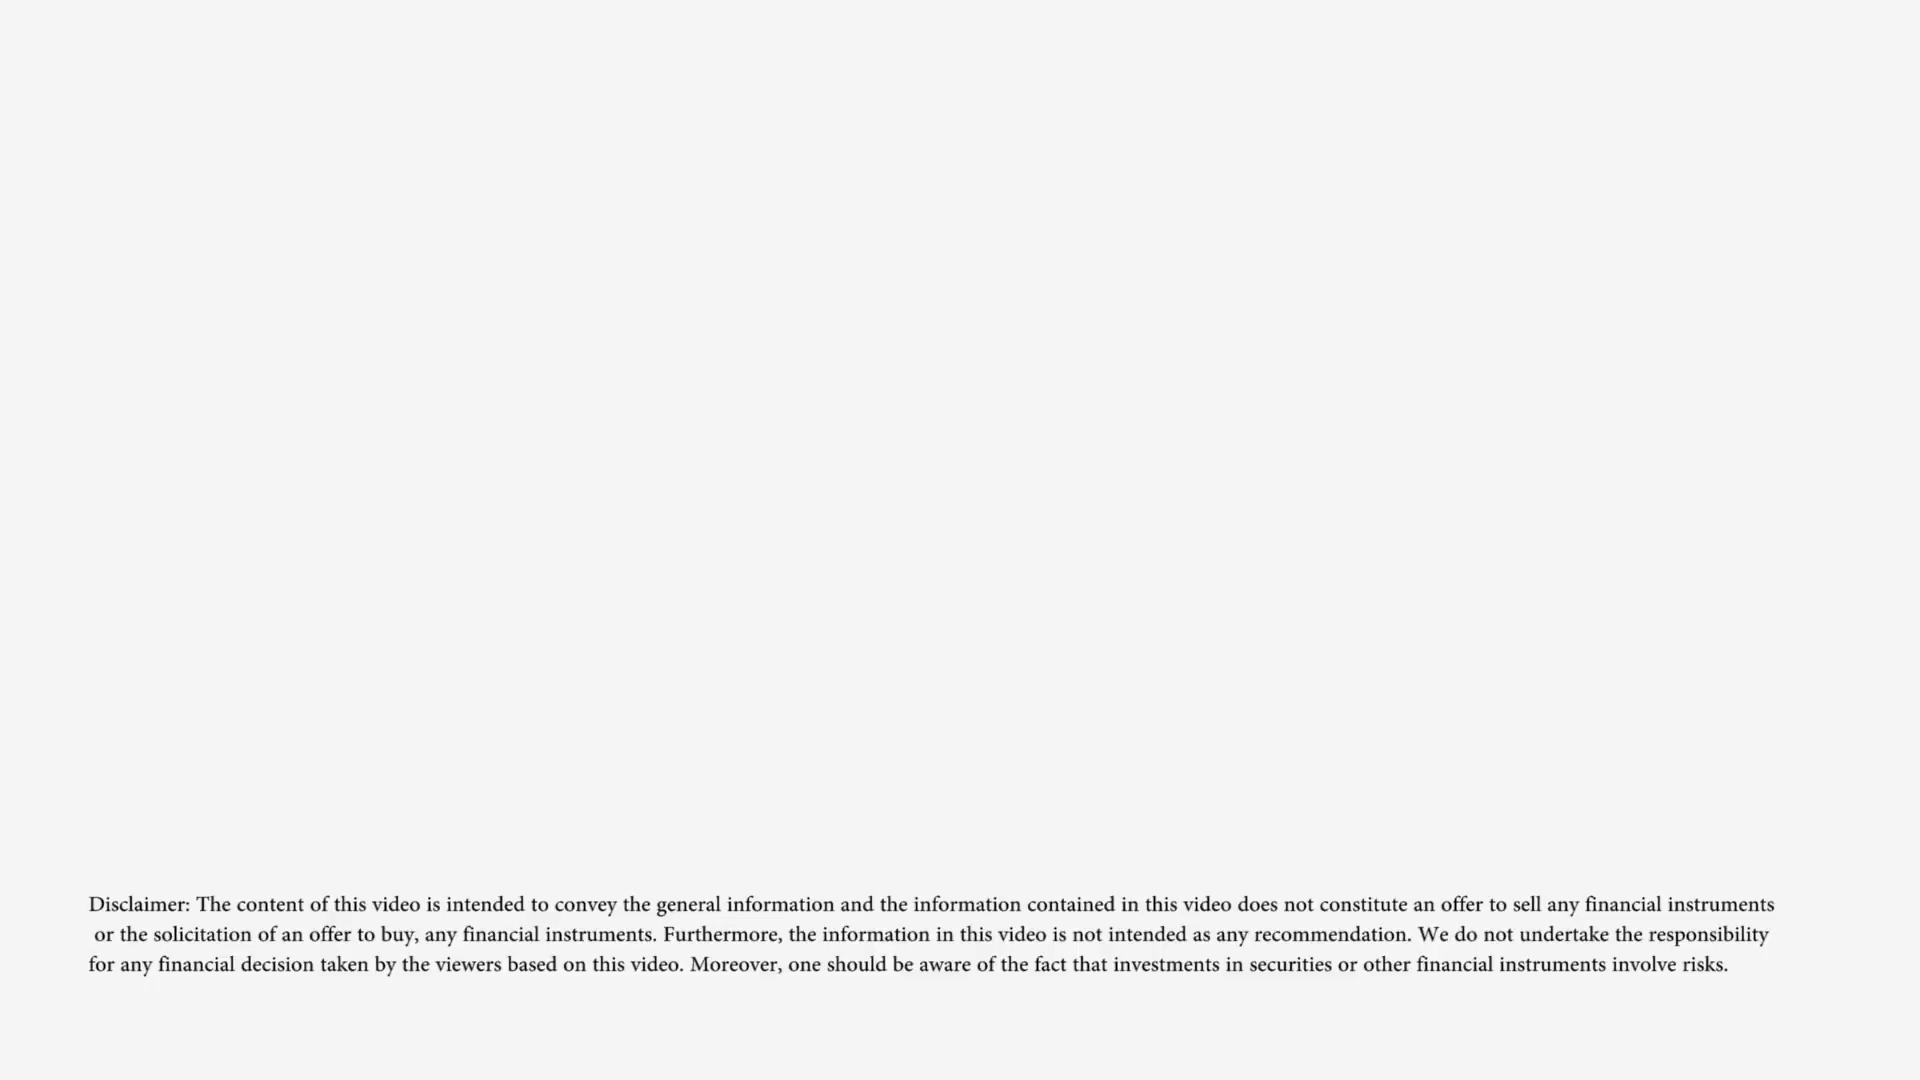 Disclaimer: The content of this video is intended to convey the general information and the information contained in this video does not constitute an offer to sell any financial instruments
or the solicitation of an offer to buy, any financial instruments. Furthermore, the information in this video is not intended as any recommendation. We do not undertake the responsibility
for any financial decision taken by the viewers based on this video. Moreover, one should be aware of the fact that investments in securities or other financial instruments involve risks.